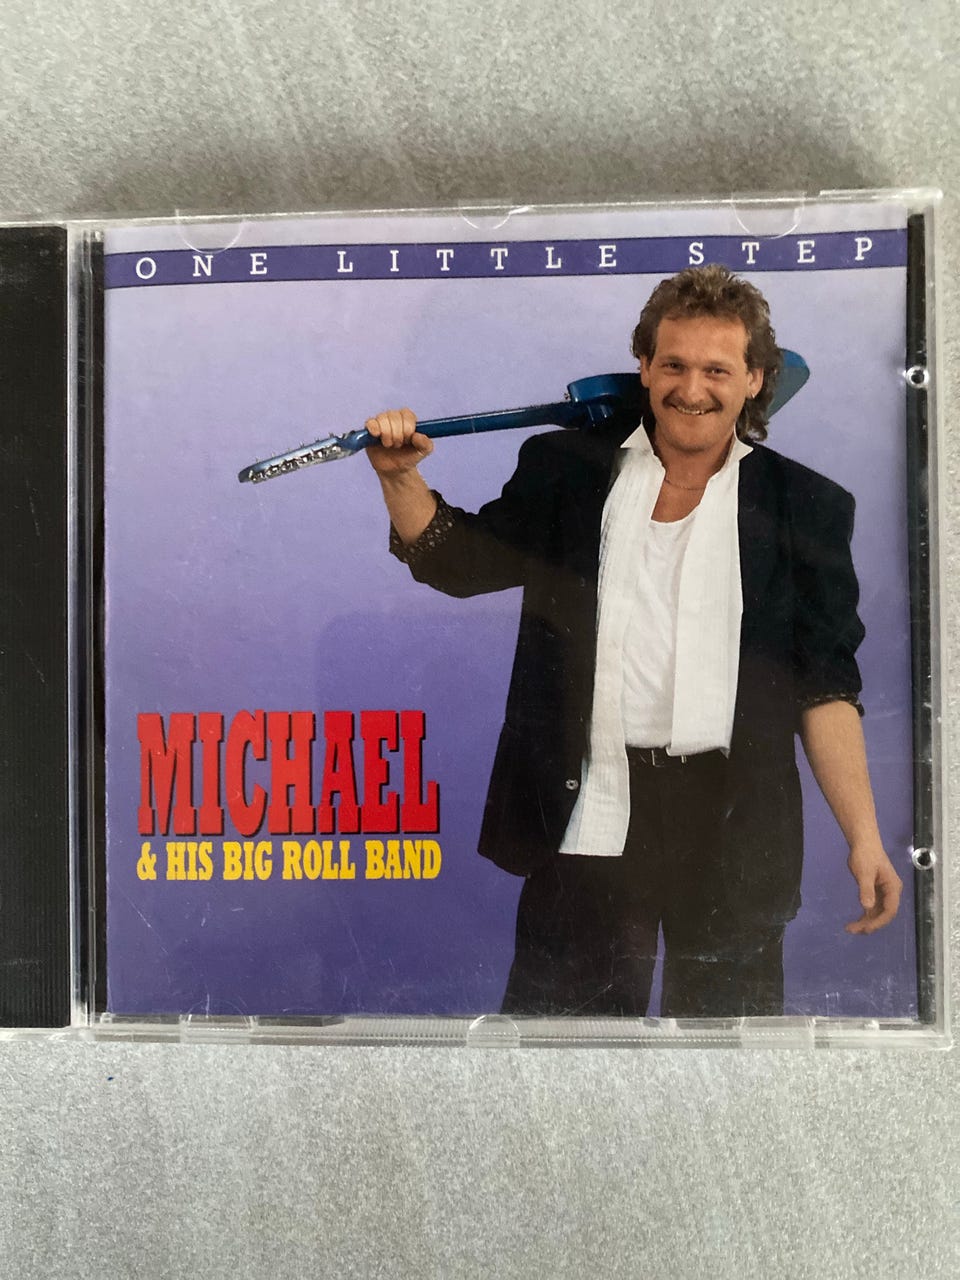 ONE LITTLE STEP
MICHAEL
& HIS BIG ROLL BAND